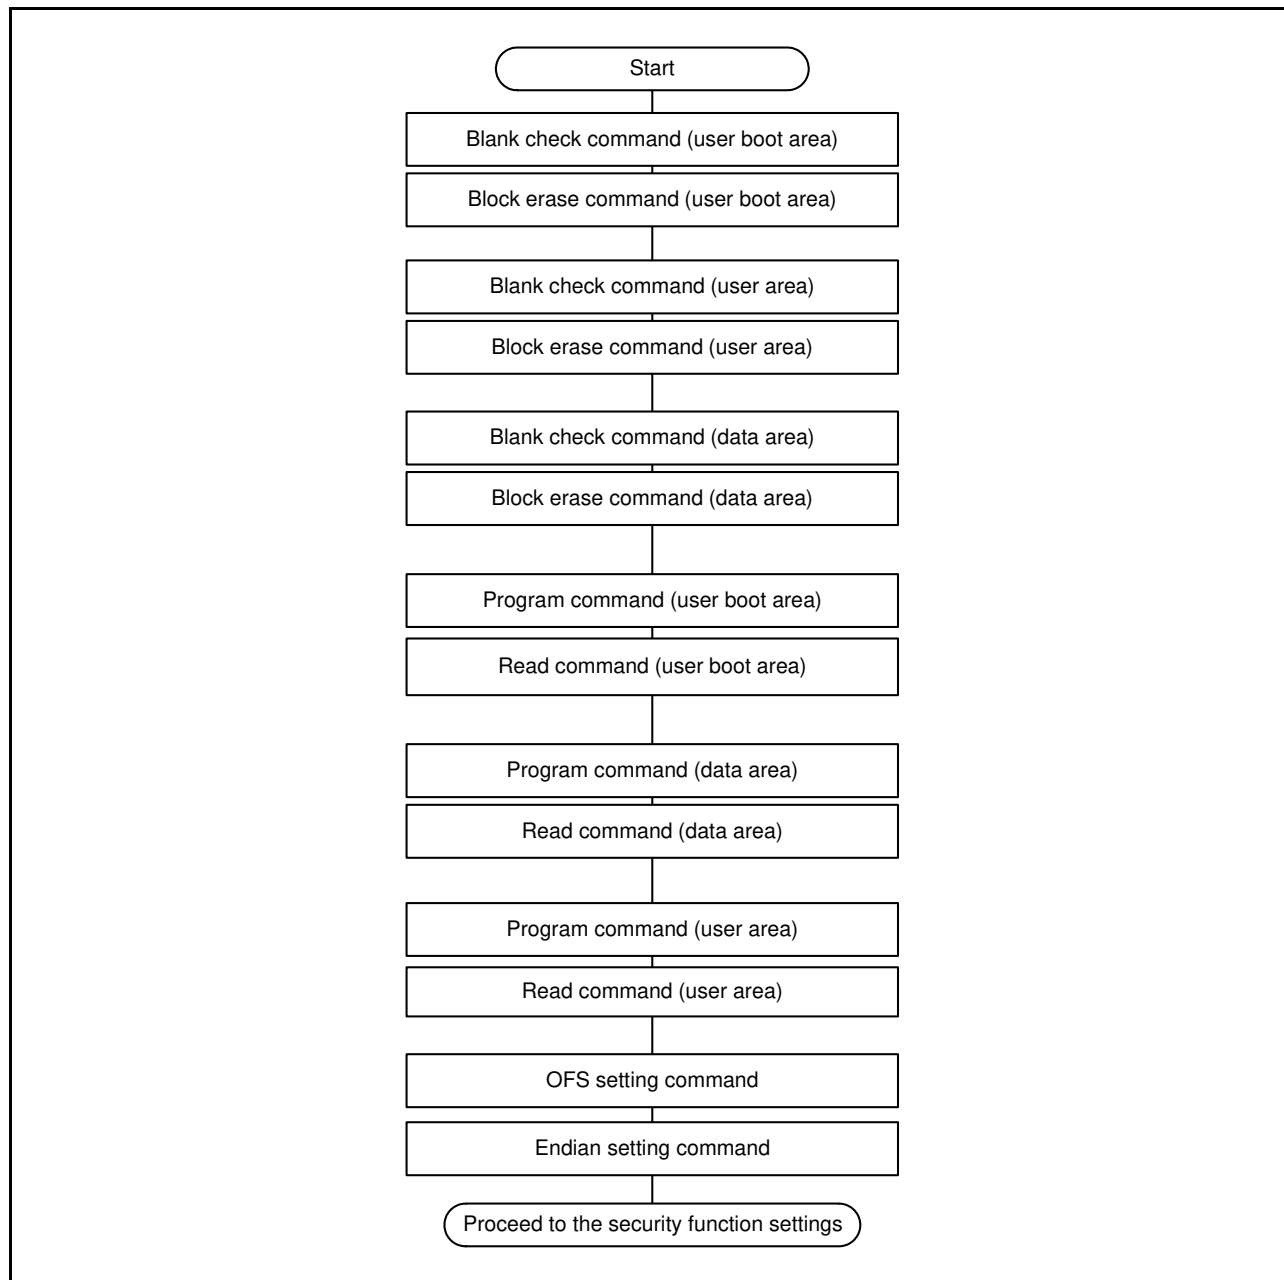 Start
Blank check command (user boot area)
Block erase command (user boot area)
Blank check command (user area)
Block erase command (user area)
Blank check command (data area)
Block erase command (data area)
Program command (user boot area)
Read command (user boot area)
Program command (data area)
Read command (data area)
Program command (user area)
Read command (user area)
OFS setting command
Endian setting command
Proceed to the security function settings